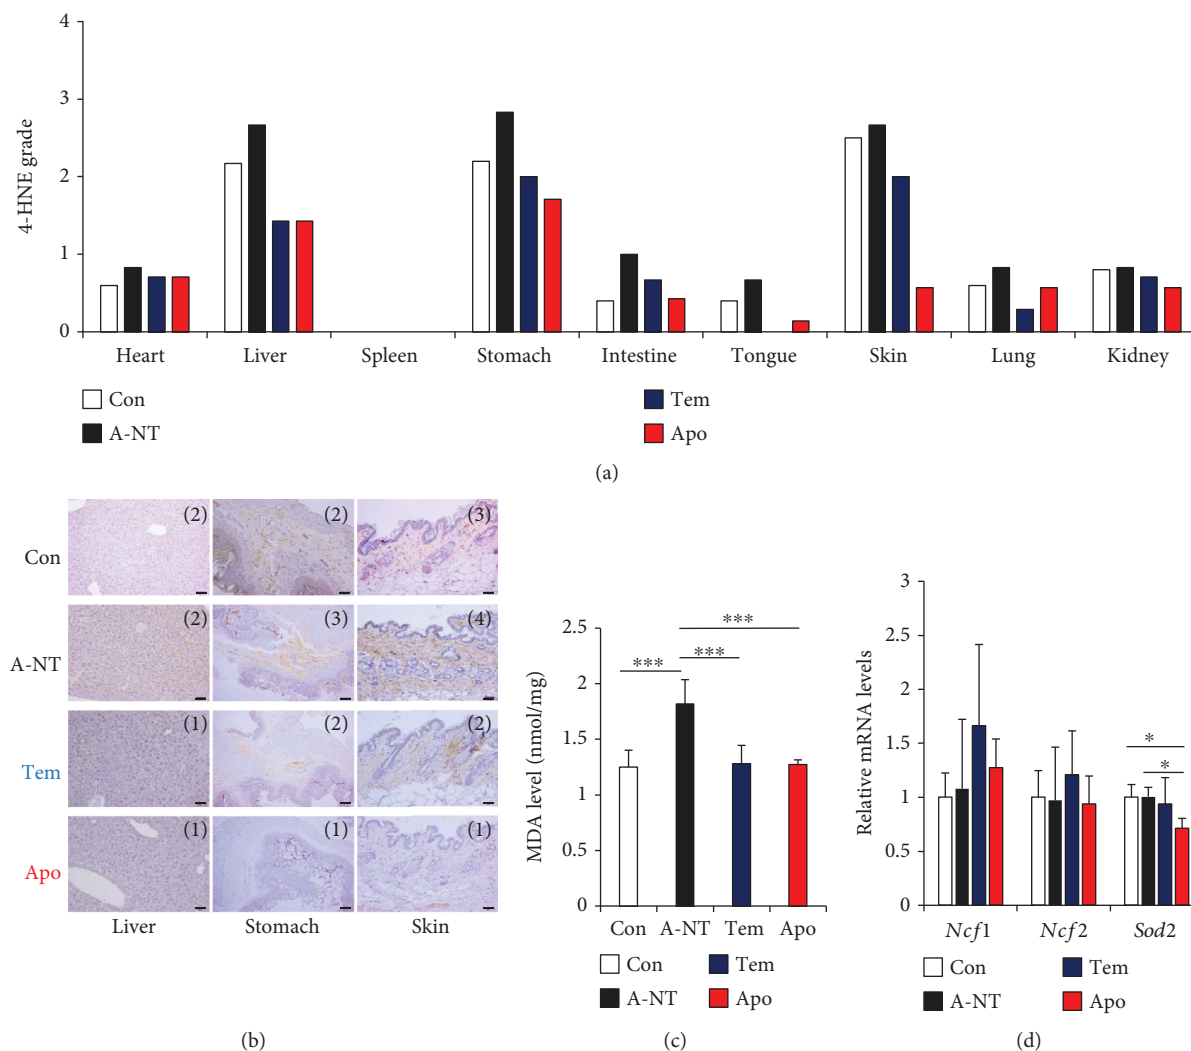 4
3
2
1
0
4-HNE grade
Heart Liver Spleen Stomach Intestine Tongue Skin Lung Kidney
Con Tem
A-NT Apo
(a)
Con (2) (2) (3)
A-NT (2) (3) (4)
Tem (1) (2) (2)
Apo (1) (1) (1)
Liver Stomach Skin
(b)
2.5
2
1.5
1
0.5
0
MDA level (nmol/mg)
***
*** ***
Con A-NT Tem Apo
Con Tem
A-NT Apo
(c)
3
2.5
2
1.5
1
0.5
0
Relative mRNA levels
*
*
Ncf1 Ncf2 Sod2
Con Tem
A-NT Apo
(d)